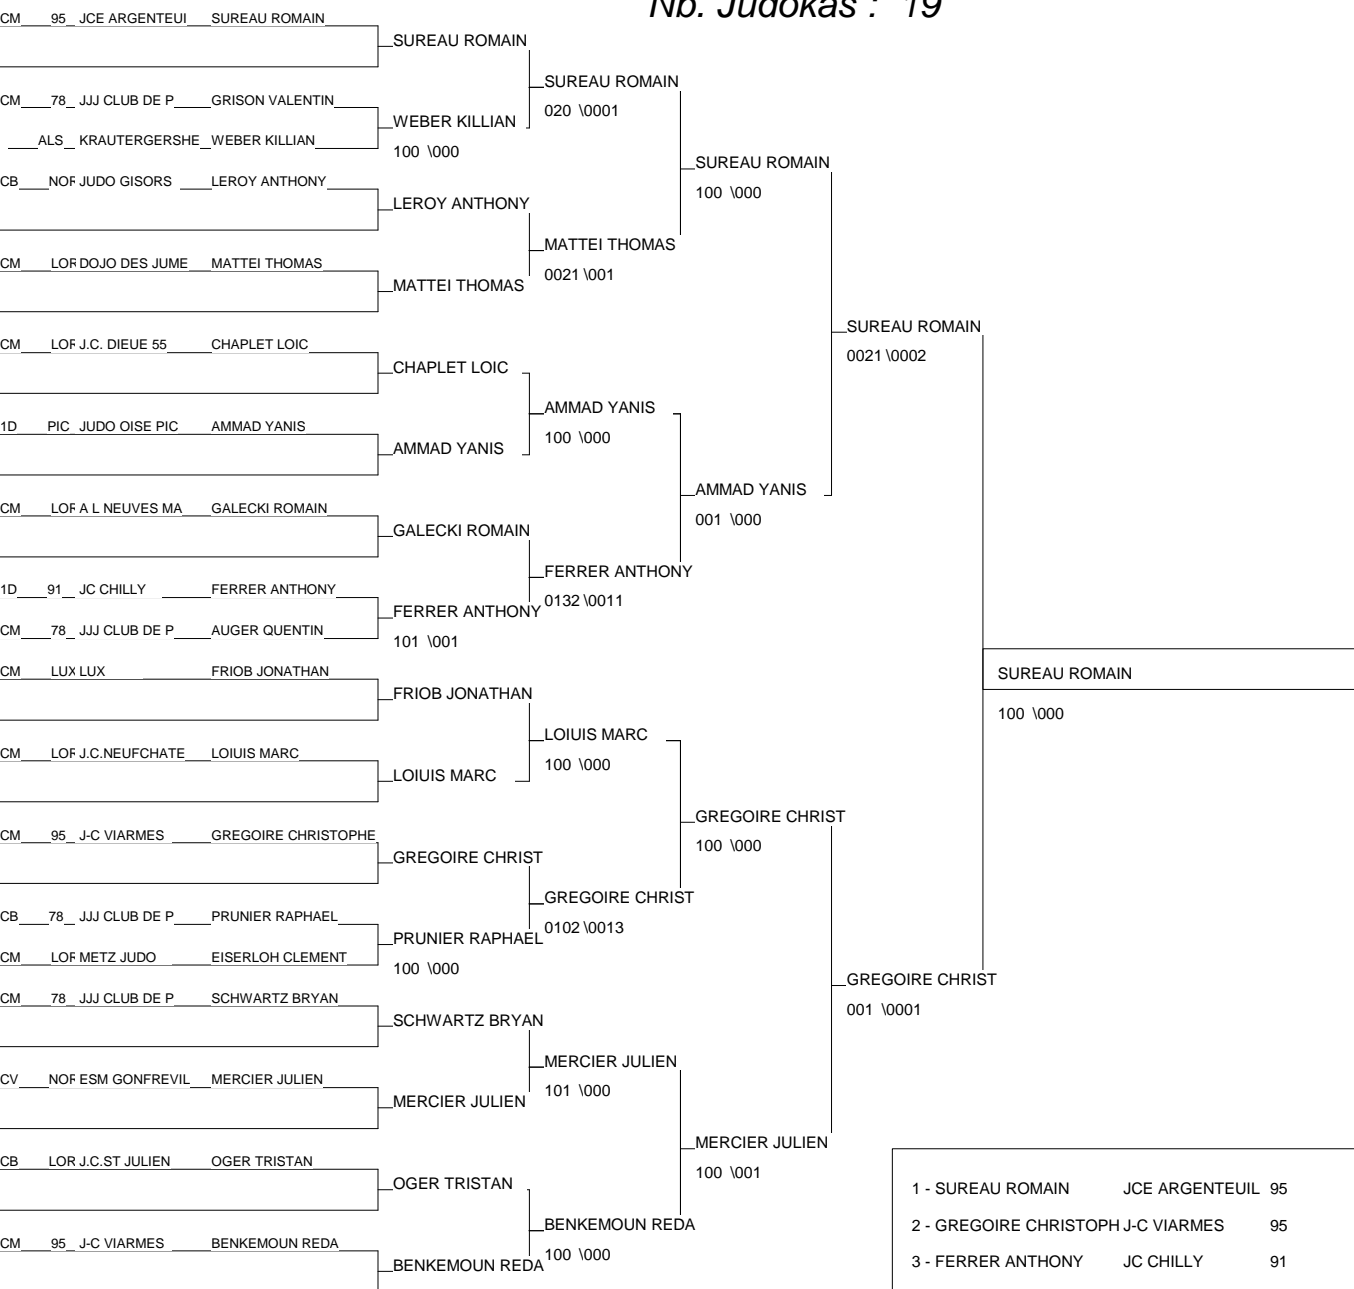 Nb. Judokas : 19
CM 95 JCE ARGENTEUI SUREAU ROMAIN
SUREAU ROMAIN
SUREAU ROMAIN
020 \0001
CM 78 JJJ CLUB DE P GRISON VALENTIN
WEBER KILLIAN
ALS KRAUTERGERSHE WEBER KILLIAN
100 \000
SUREAU ROMAIN
100 \000
CB NOR JUDO GISORS LEROY ANTHONY
LEROY ANTHONY
MATTEI THOMAS
0021 \001
CM LOR DOJO DES JUME MATTEI THOMAS
MATTEI THOMAS
SUREAU ROMAIN
0021 \0002
CM LOR J.C. DIEUE 55 CHAPLET LOIC
CHAPLET LOIC
AMMAD YANIS
100 \000
1D PIC JUDO OISE PIC AMMAD YANIS
AMMAD YANIS
AMMAD YANIS
001 \000
CM LOR A L NEUVES MA GALECKI ROMAIN
GALECKI ROMAIN
FERRER ANTHONY
0132 \0011
1D 91 JC CHILLY FERRER ANTHONY
FERRER ANTHONY
CM 78 JJJ CLUB DE P AUGER QUENTIN
101 \001
CM LUX LUX FRIOB JONATHAN
SUREAU ROMAIN
100 \000
FRIOB JONATHAN
LOIUIS MARC
100 \000
CM LOR J.C.NEUFCHATE LOIUIS MARC
LOIUIS MARC
GREGOIRE CHRIST
100 \000
CM 95 J-C VIARMES GREGOIRE CHRISTOPHE
GREGOIRE CHRIST
GREGOIRE CHRIST
0102 \0013
CB 78 JJJ CLUB DE P PRUNIER RAPHAEL
PRUNIER RAPHAEL
CM LOR METZ JUDO EISERLOH CLEMENT
100 \000
GREGOIRE CHRIST
001 \0001
CM 78 JJJ CLUB DE P SCHWARTZ BRYAN
SCHWARTZ BRYAN
MERCIER JULIEN
101 \000
CV NOR ESM GONFREVIL MERCIER JULIEN
MERCIER JULIEN
MERCIER JULIEN
100 \001
CB LOR J.C.ST JULIEN OGER TRISTAN
OGER TRISTAN
BENKEMOUN REDA
100 \000
CM 95 J-C VIARMES BENKEMOUN REDA
BENKEMOUN REDA
1 - SUREAU ROMAIN JCE ARGENTEUIL 95
2 - GREGOIRE CHRISTOPH J-C VIARMES 95
3 - FERRER ANTHONY JC CHILLY 91